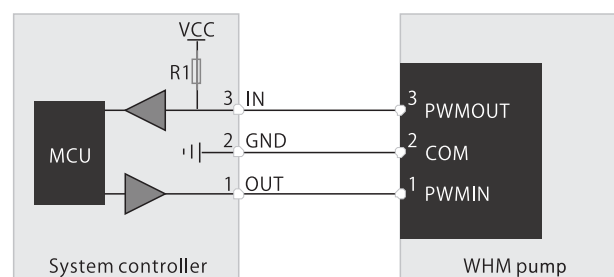 VCC
R1
3 IN
3 PWMOUT
MCU
2 GND
2 COM
1 OUT
1 PWMIN
System controller
WHM pump